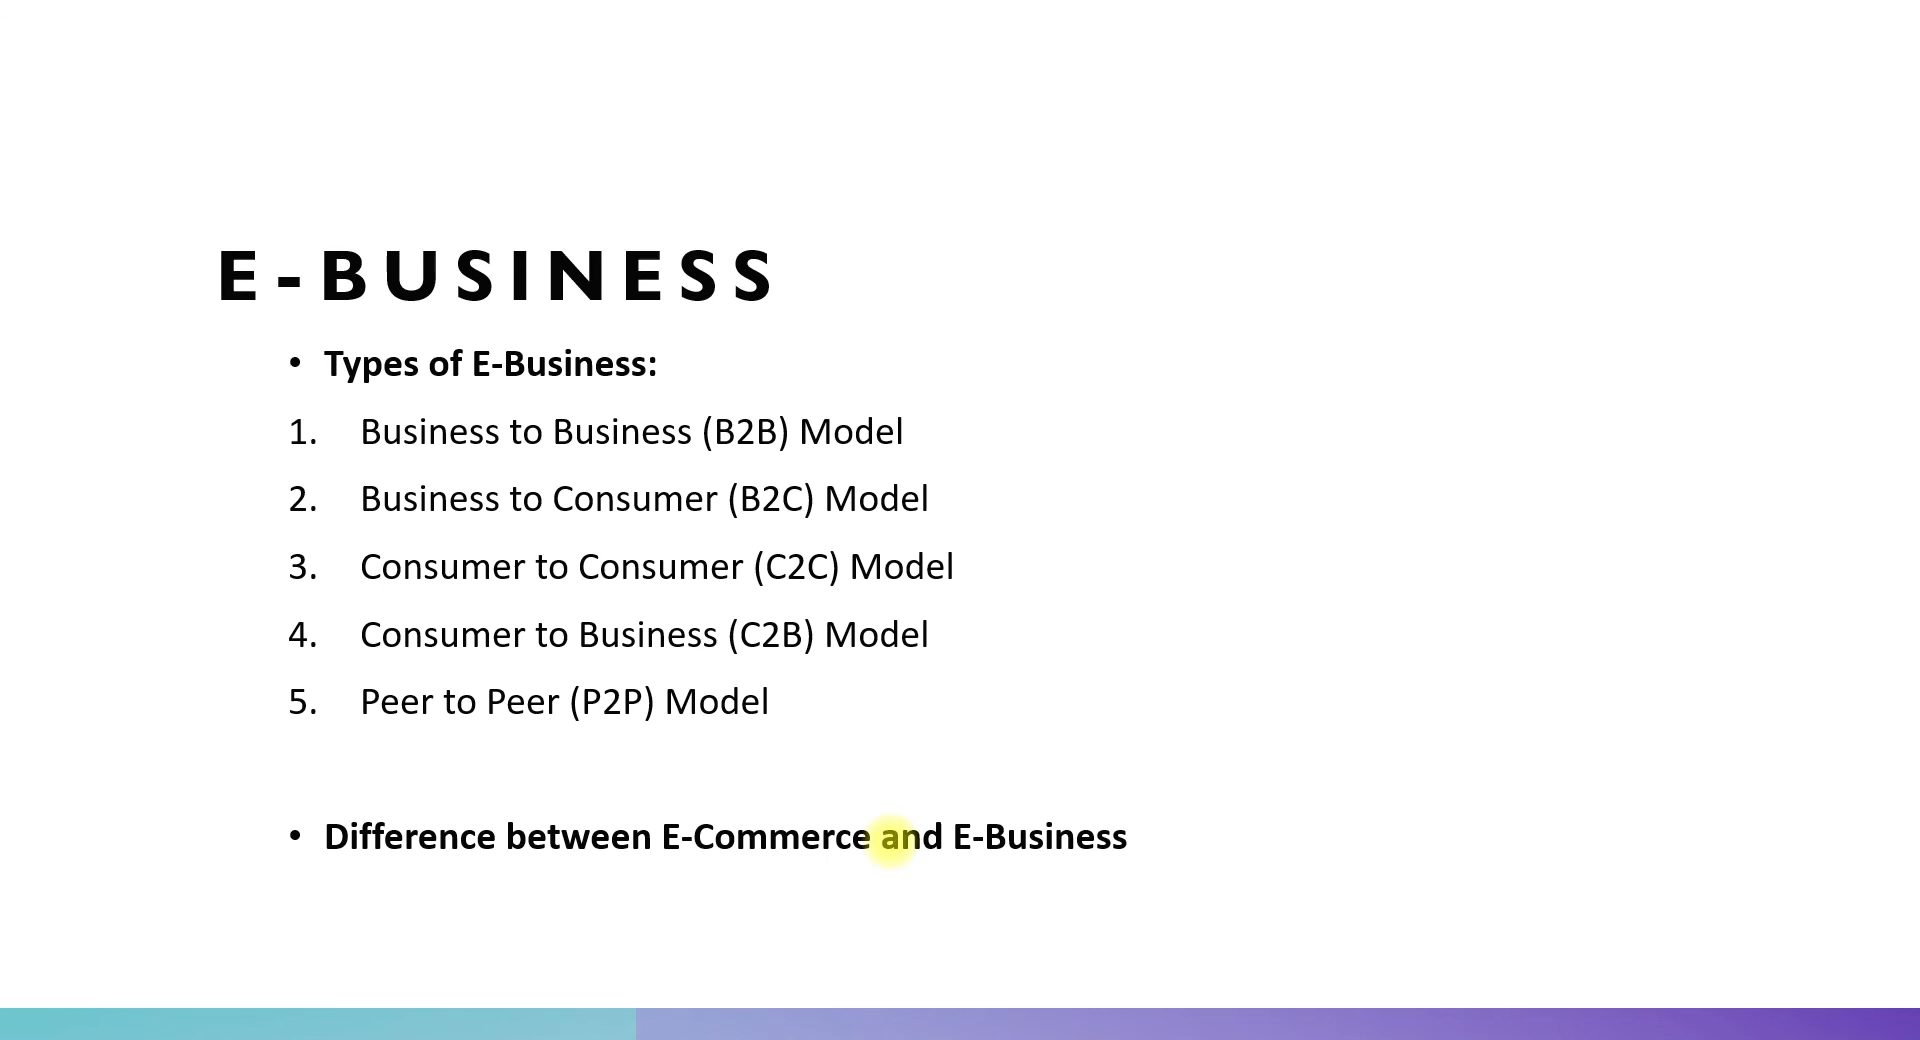 E-BUSINESS
• Types of E-Business:
1. Business to Business (B2B) Model
2. Business to Consumer (B2C) Model
3. Consumer to Consumer (C2C) Model
4. Consumer to Business (C2B) Model
5. Peer to Peer (P2P) Model
• Difference between E-Commerce and E-Business